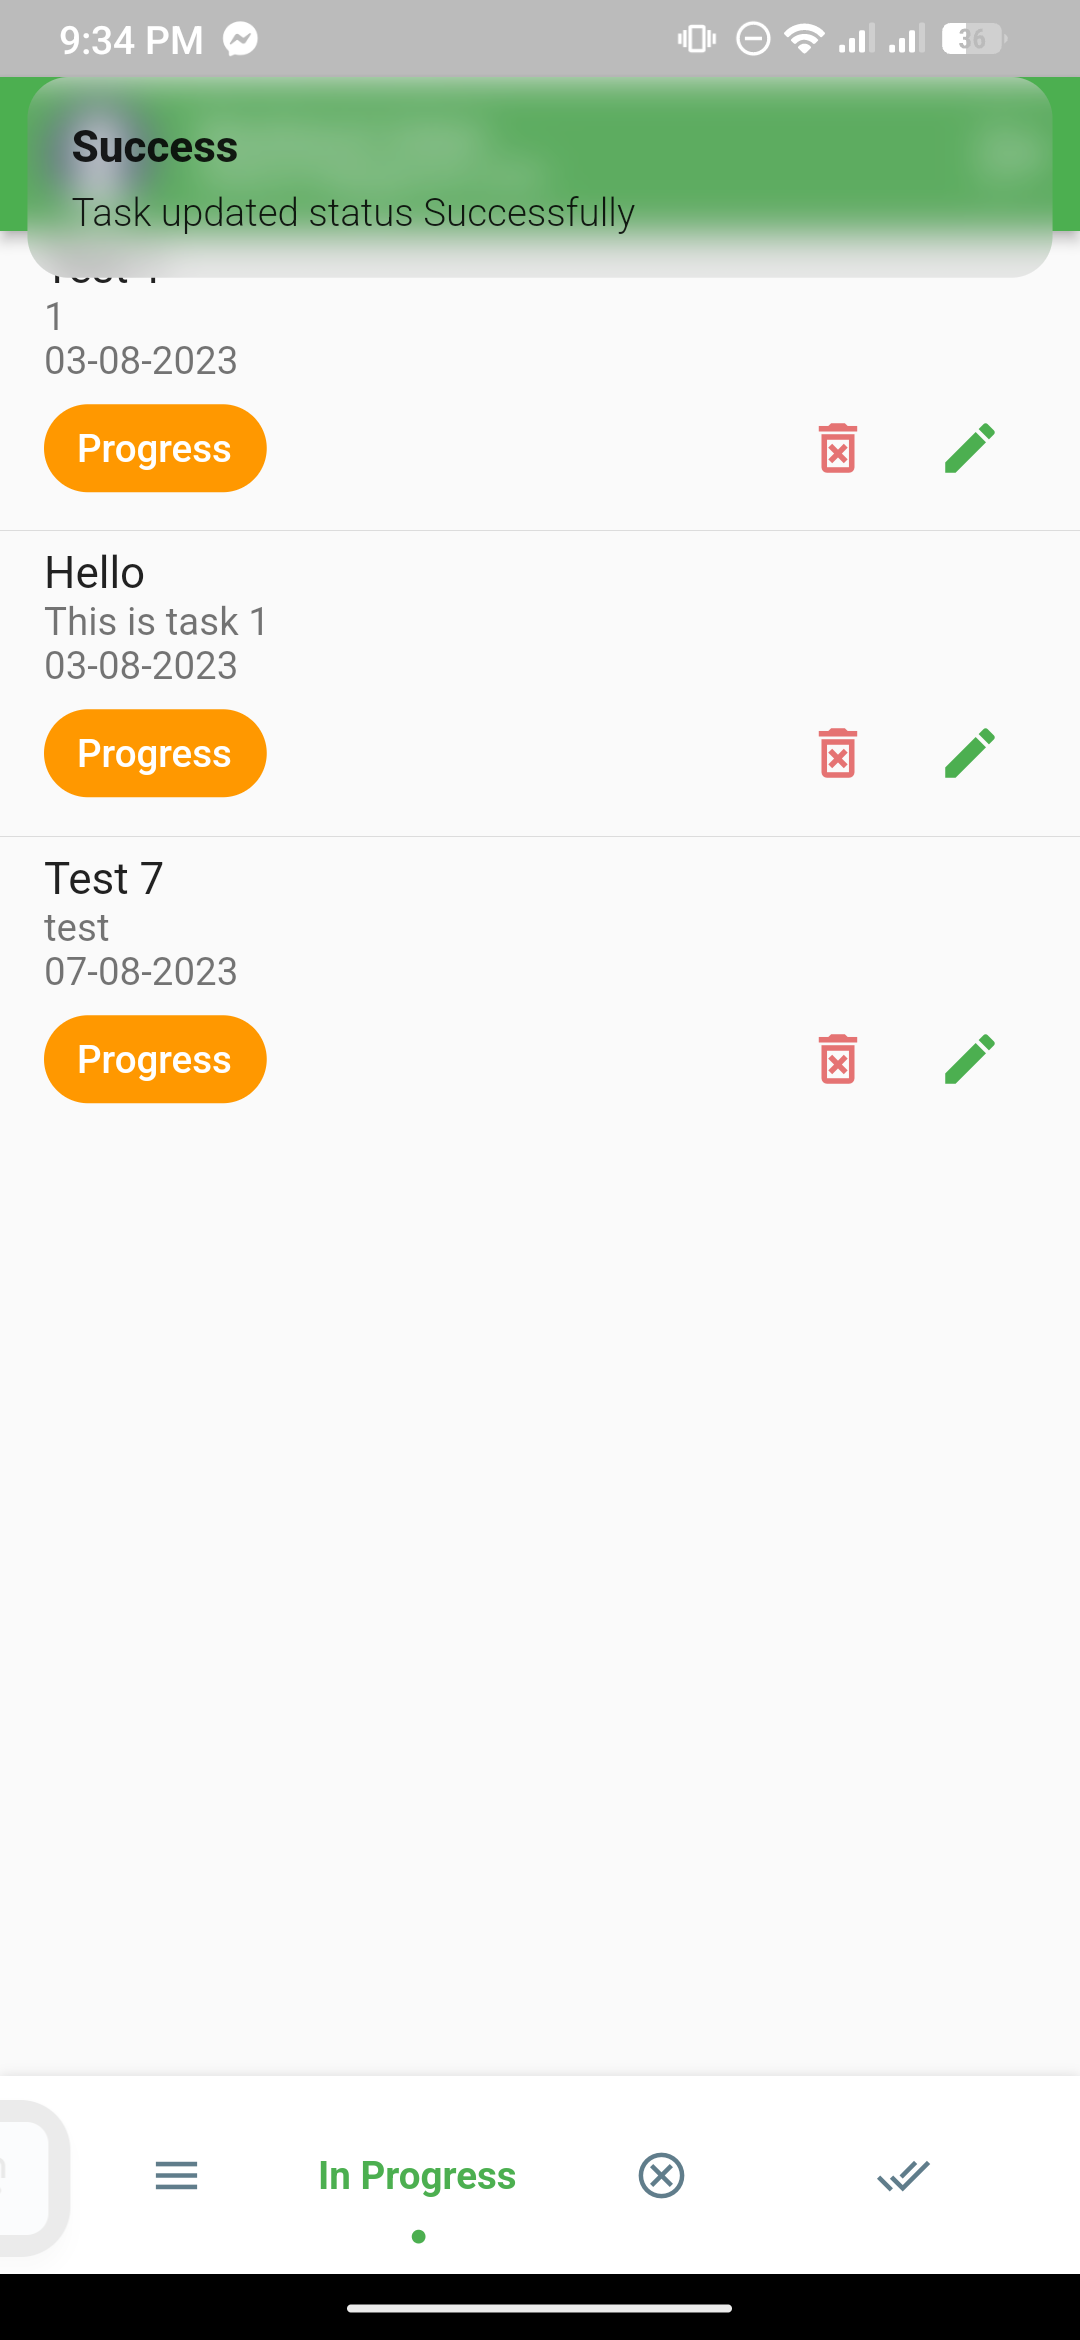 9:34 PM
36
Success
Task updated status Successfully
1
03-08-2023
Progress
Hello
This is task 1
03-08-2023
Progress
Test 7
test
07-08-2023
Progress
In Progress